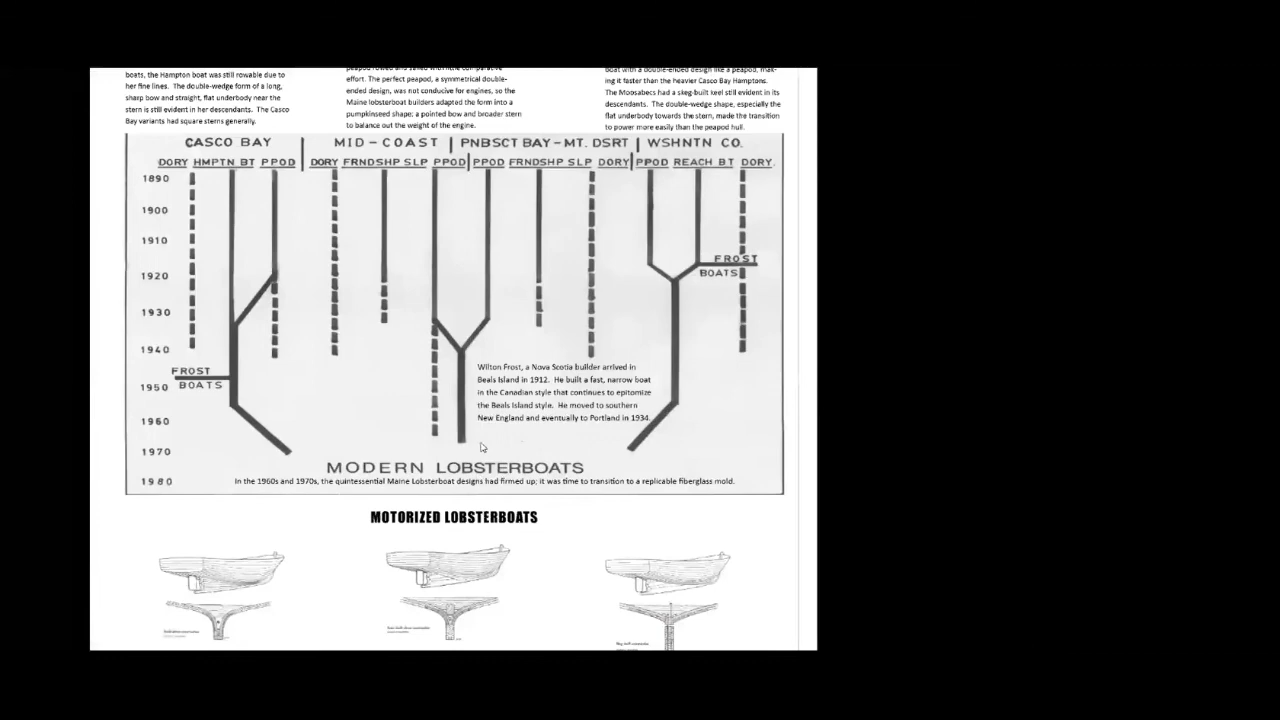 boats, the Hampton boat was still rowable due to
her fine lines. The double-wedge form of a long,
sharp bow and straight, flat underbody near the
stern is still evident in her descendants. The Casco
Bay variants had square sterns generally.
effort. The perfect peapod, a symmetrical double-
ended design, was not conducive for engines, so the
Maine lobsterboat builders adapted the form into a
pumpkinseed shape; a pointed bow and broader stern
to balance out the weight of the engine.
boat with a double-ended design like a peapod, mak-
ing it faster than the heavier Casco Bay Hamptons.
The Moosabecs had a skeg-built keel still evident in its
descendants. The double-wedge shape, especially the
flat underbody towards the stern, made the transition
to power more easily than the peapod hull.
CASCO BAY MID-COAST PNBSCT BAY-MT. DSRT WSHNTN CO.
DORY HMPTN BT PPOD DORY FRNDSHP SLP PPOD PPOD FRNDSHP SLP DORY PPOD REACH BT DORY.
1890
1900
1910
FROST
BOATS
1920
1930
1940
FROST
BOATS
1950
1960
1970
1980
Wilton Frost, a Nova Scotia builder arrived in
Beals Island in 1912. He built a fast, narrow boat
in the Canadian style that continues to epitomize
the Beals Island style. He moved to southern
New England and eventually to Portland in 1934.
MODERN LOBSTERBOATS
In the 1960s and 1970s, the quintessential Maine Lobsterboat designs had firmed up; it was time to transition to a replicable fiberglass mold.
MOTORIZED LOBSTERBOATS